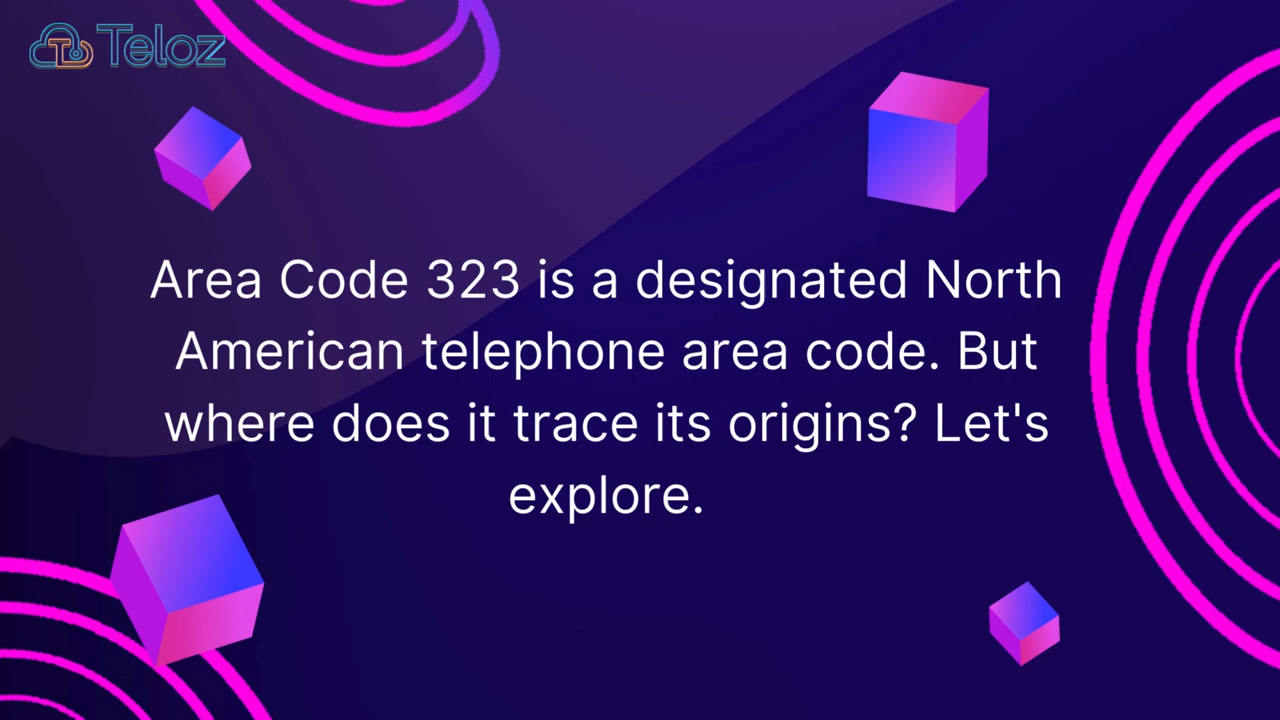 Teloz
Area Code 323 is a designated North
American telephone area code. But
where does it trace its origins? Let's
explore.